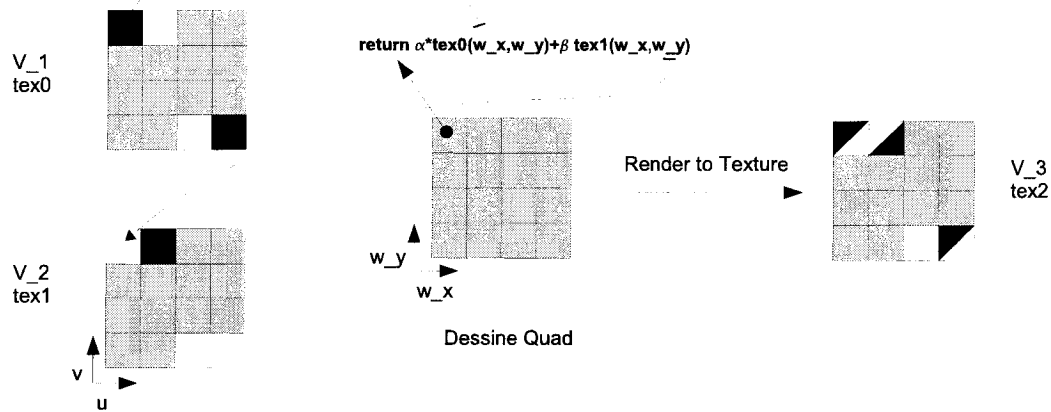 V_1
tex0
return α*tex0(w_x,w_y)+β tex1(w_x,w_y)
Render to Texture
V_3
tex2
w_y
w_x
V_2
tex1
Dessine Quad
v
u